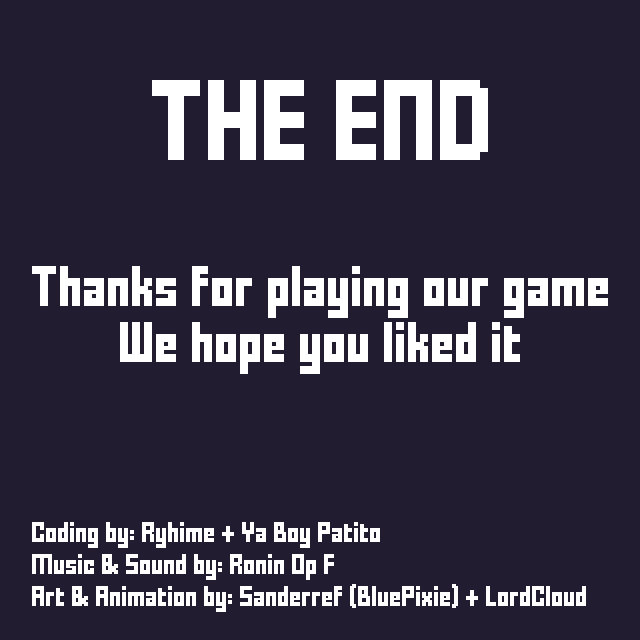 THE END
Thanks for playing our game
We hope you liked it
Coding by: Ryhime + Ya Boy Patito
Music & Sound by: Ronin Op F
Art & Animation by: Sanderref (BluePixie) + LordCloud